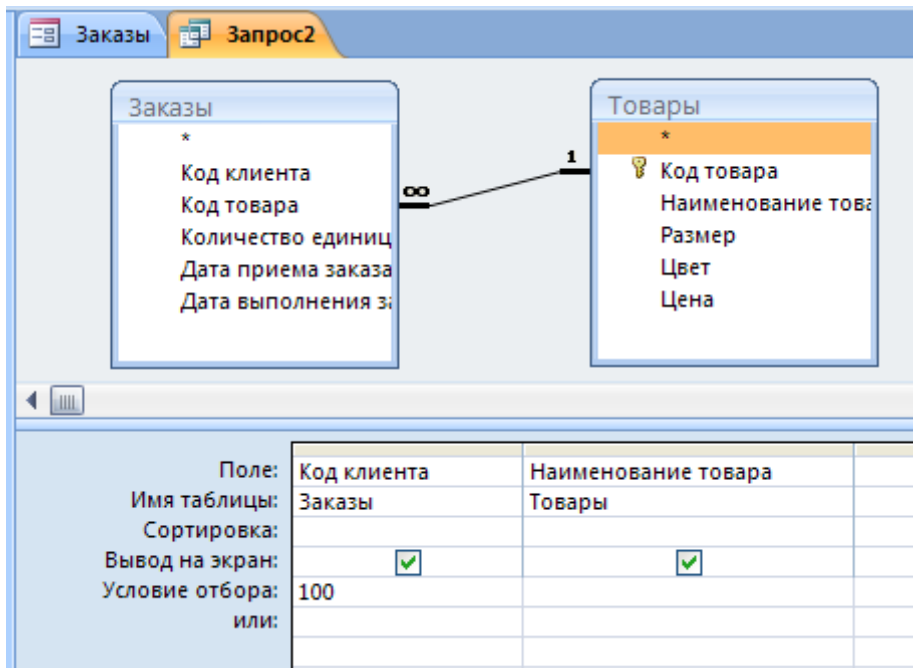 Заказы
Запрос2
Заказы
*
Код клиента
Код товара
∞
Количество единиц
Дата приема заказа
Дата выполнения за
Товары
*
1
Код товара
Наименование това
Размер
Цвет
Цена
Поле: Код клиента Наименование товара
Имя таблицы: Заказы Товары
Сортировка:
Вывод на экран:
Условие отбора: 100
или: